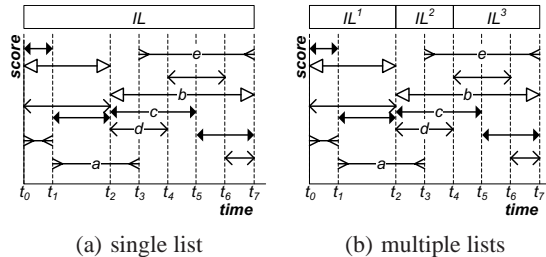 IL
score
e
b
c
d
a
t0 t1 t2 t3 t4 t5 t6 t7
time
(a) single list
IL1 IL2 IL3
score
e
b
c
d
a
t0 t1 t2 t3 t4 t5 t6 t7
time
(b) multiple lists